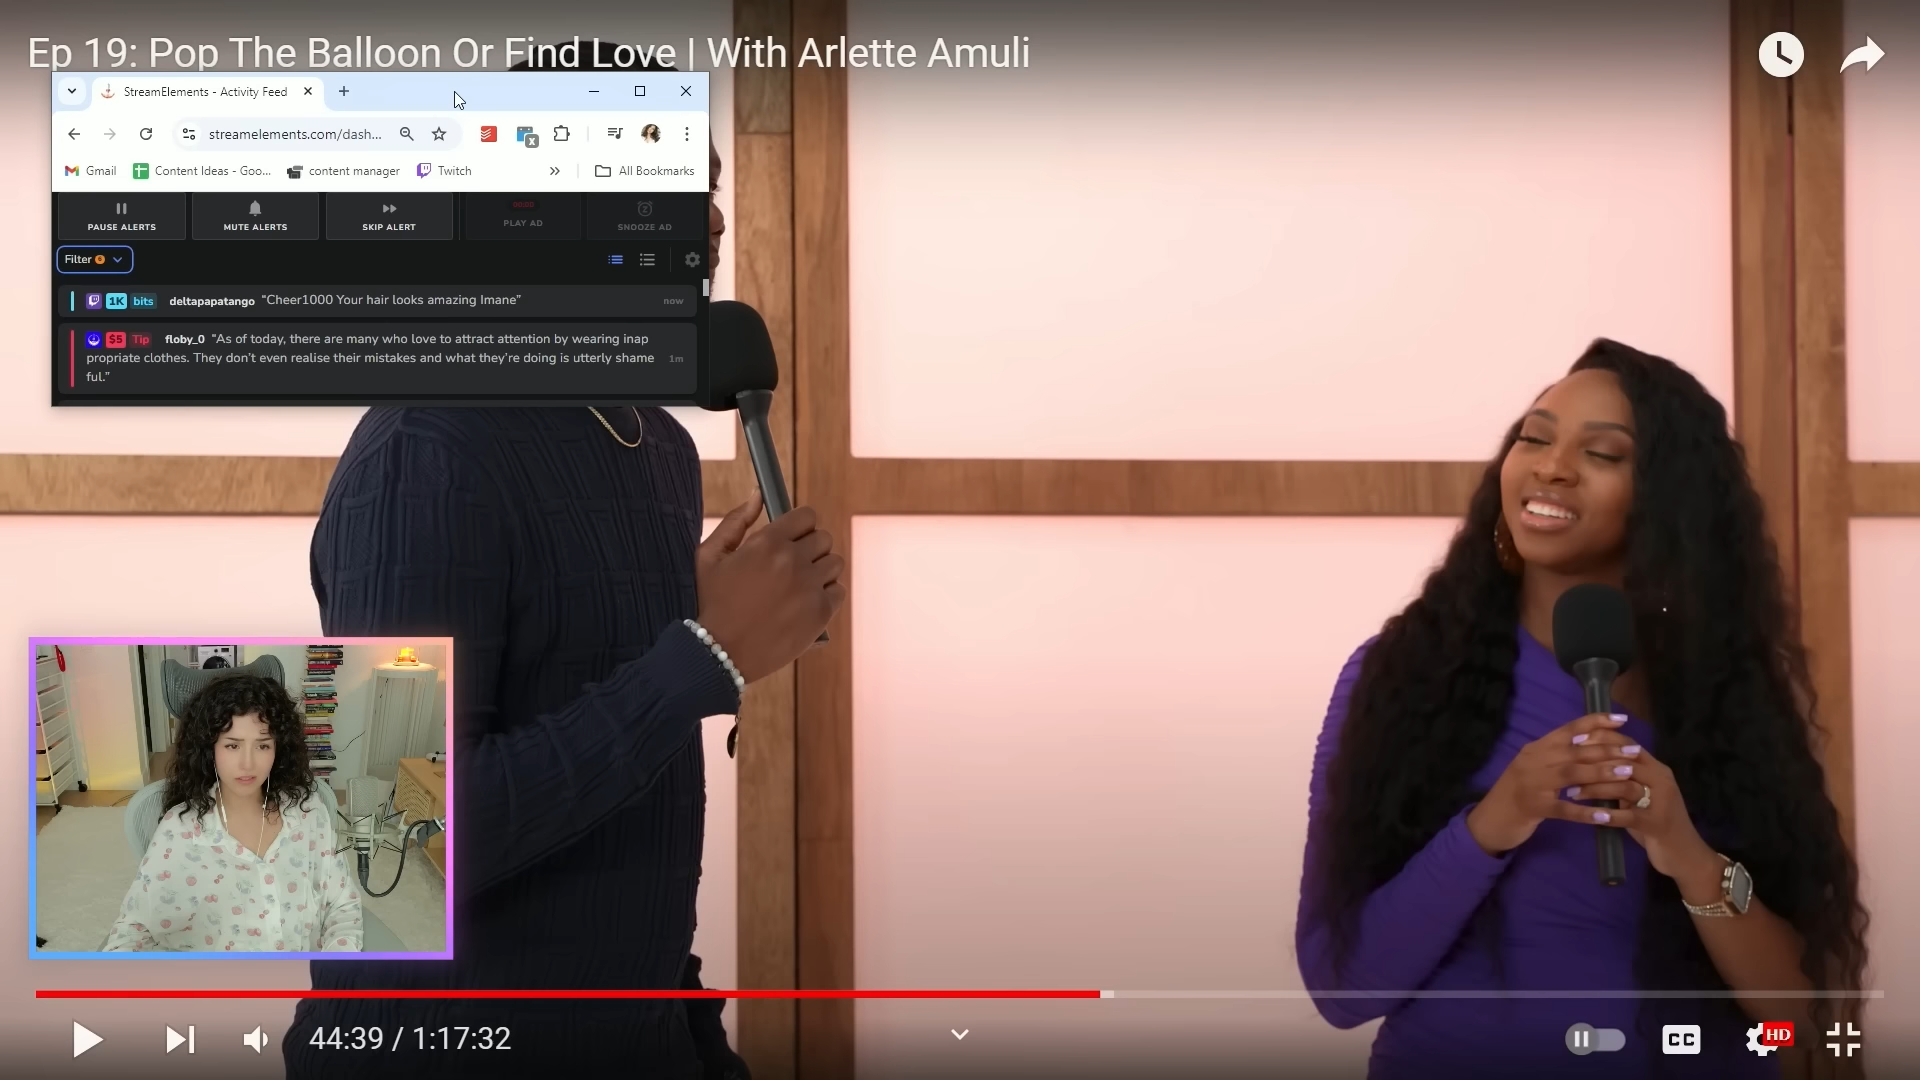 Ep 19: Pop The Balloon Or Find Love | With Arlette Amuli
StreamElements - Activity Feed
streamelements.com/dash...
Gmail
Content Ideas - Goo...
content manager
Twitch
All Bookmarks
PAUSE ALERTS
MUTE ALERTS
SKIP ALERT
00:00
PLAY AD
SNOOZE AD
Filter
1K bits deltapapatango "Cheer1000 Your hair looks amazing Imane" now
$5 Tip floby_0 "As of today, there are many who love to attract attention by wearing inap
propriate clothes. They don't even realise their mistakes and what they're doing is utterly shame 1m
ful."
44:39 / 1:17:32
CC
HD